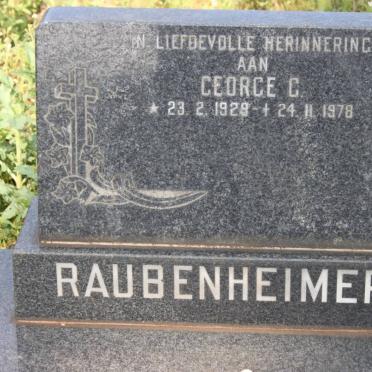 IN LIEFDEVOLLE HERINNERING
AAN
GEORGE C.
* 23. 2. 1929 - ✝ 24. 11. 1978
RAUBENHEIMER